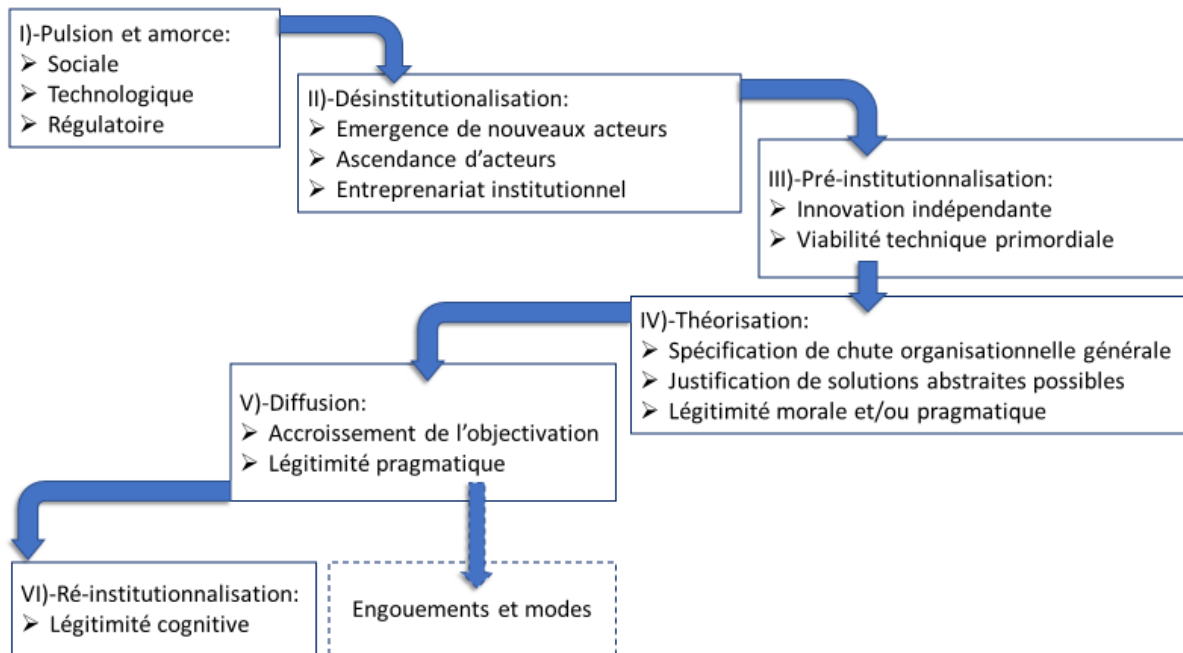 I)-Pulsion et amorce:
➢ Sociale
➢ Technologique
➢ Régulatoire
II)-Désinstitutionalisation:
➢ Emergence de nouveaux acteurs
➢ Ascendance d'acteurs
➢ Entreprenariat institutionnel
III)-Pré-institutionnalisation:
➢ Innovation indépendante
➢ Viabilité technique primordiale
IV)-Théorisation:
➢ Spécification de chute organisationnelle générale
➢ Justification de solutions abstraites possibles
➢ Légitimité morale et/ou pragmatique
V)-Diffusion:
➢ Accroissement de l'objectivation
➢ Légitimité pragmatique
VI)-Ré-institutionnalisation:
➢ Légitimité cognitive
Engouements et modes